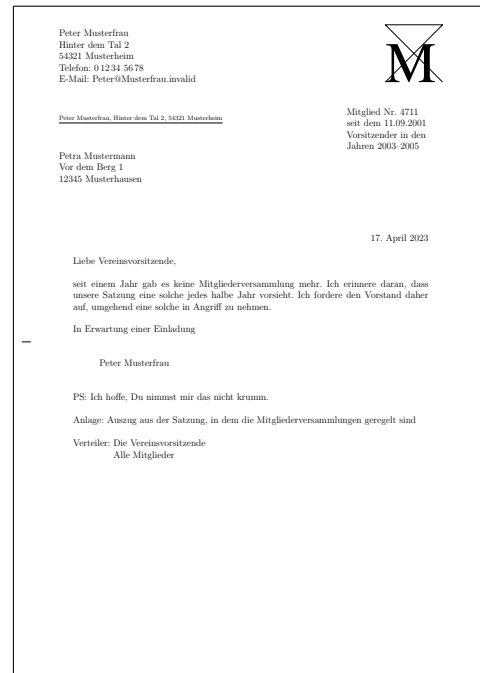 Peter Musterfrau
Hinter dem Tal 2
54321 Musterheim
Telefon: 0 12 34 56 78
E-Mail: Peter@Musterfrau.invalid
M
Peter Musterfrau, Hinter dem Tal 2, 54321 Musterheim
Mitglied Nr. 4711
seit dem 11.09.2001
Vorsitzender in den
Jahren 2003–2005
Petra Mustermann
Vor dem Berg 1
12345 Musterhausen
17. April 2023
Liebe Vereinsvorsitzende,
seit einem Jahr gab es keine Mitgliederversammlung mehr. Ich erinnere daran, dass
unsere Satzung eine solche jedes halbe Jahr vorsieht. Ich fordere den Vorstand daher
auf, umgehend eine solche in Angriff zu nehmen.
In Erwartung einer Einladung
Peter Musterfrau
PS: Ich hoffe, Du nimmst mir das nicht krumm.
Anlage: Auszug aus der Satzung, in dem die Mitgliederversammlungen geregelt sind
Verteiler: Die Vereinsvorsitzende
Alle Mitglieder